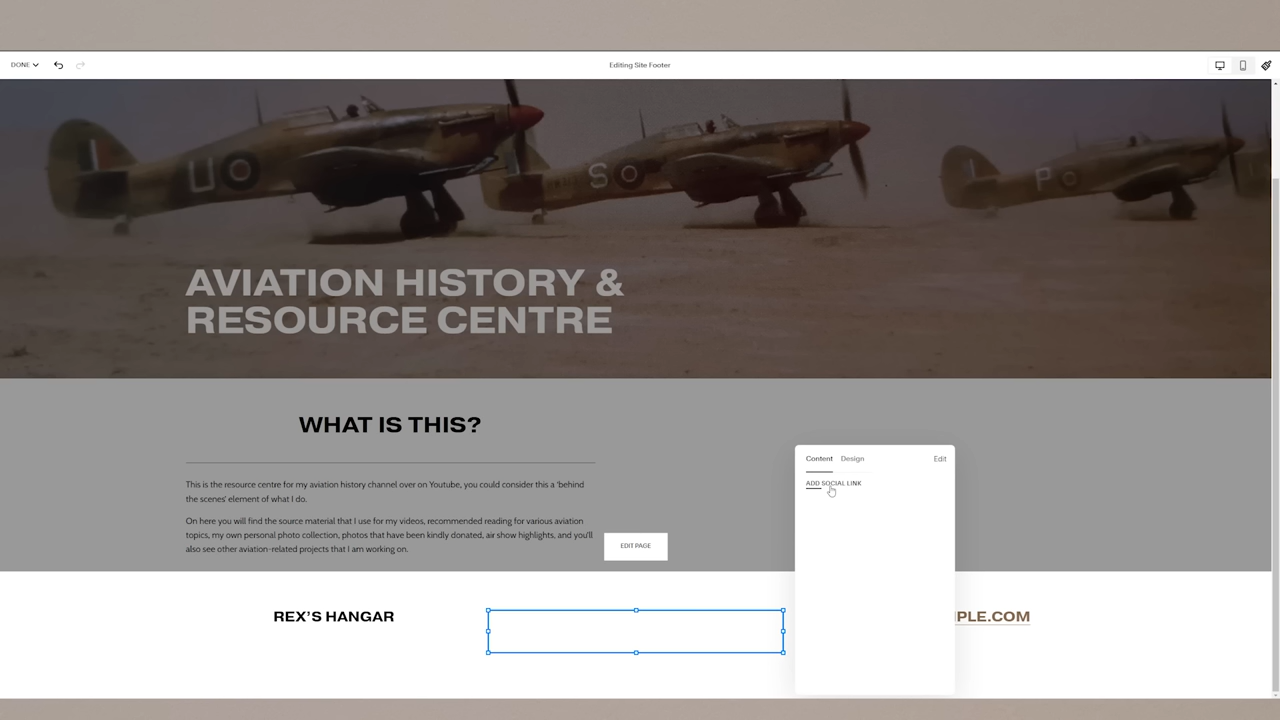 DONE
Editing Site Footer
U
S
P
AVIATION HISTORY &
RESOURCE CENTRE
WHAT IS THIS?
This is the resource centre for my aviation history channel over on Youtube, you could consider this a 'behind
the scenes' element of what I do.
On here you will find the source material that I use for my videos, recommended reading for various aviation
topics, my own personal photo collection, photos that have been kindly donated, air show highlights, and you'll
also see other aviation-related projects that I am working on.
EDIT PAGE
Content Design Edit
ADD SOCIAL LINK
REX'S HANGAR
PLE.COM